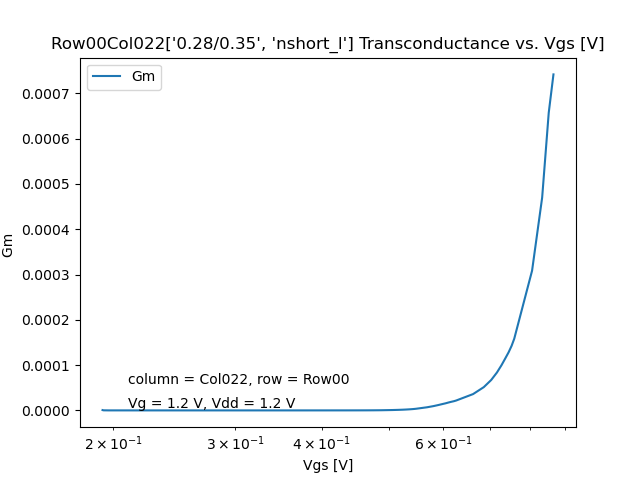 Row00Col022['0.28/0.35', 'nshort_l'] Transconductance vs. Vgs [V]
Gm
0.0007
0.0006
0.0005
0.0004
0.0003
0.0002
0.0001
0.0000
Gm
column = Col022, row = Row00
Vg = 1.2 V, Vdd = 1.2 V
2 × 10⁻¹ 3 × 10⁻¹ 4 × 10⁻¹ 6 × 10⁻¹
Vgs [V]